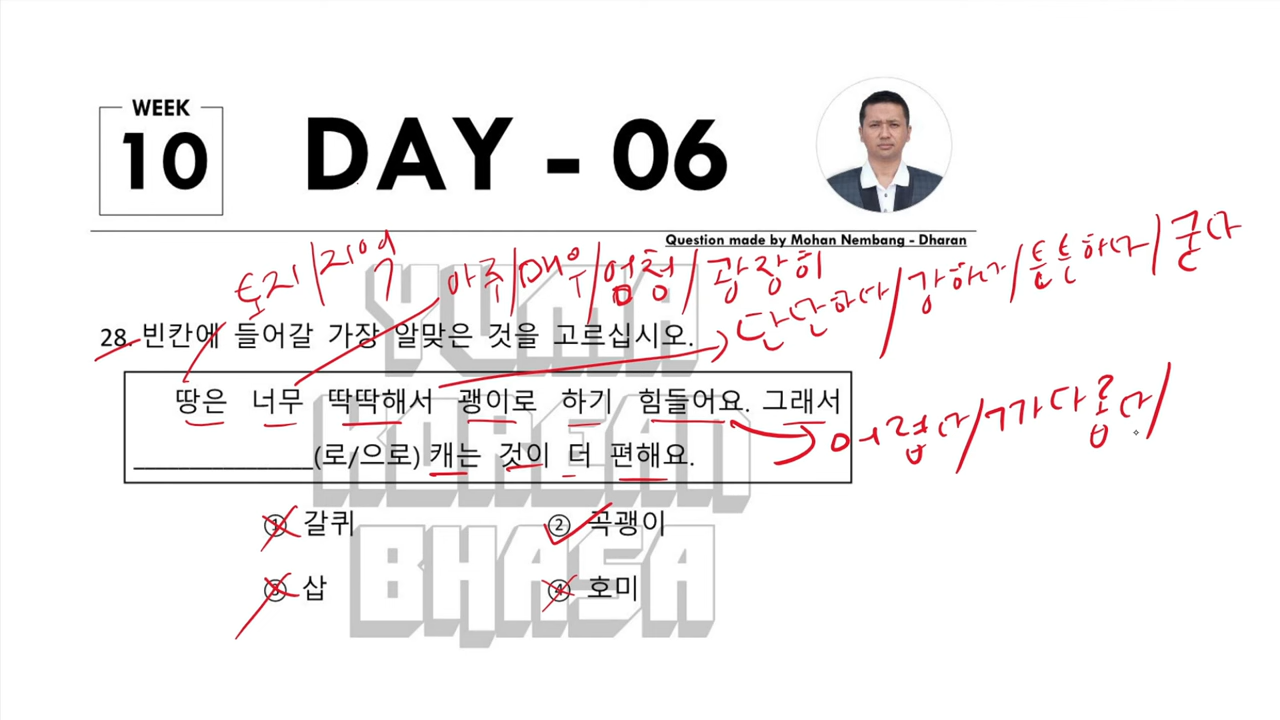 WEEK
10
DAY - 06
Question made by Mohan Nembang - Dharan
토지/지역
아주/매우/엄청/굉장히
단단하다/강하다/튼튼하다/굳다
28. 빈칸에 들어갈 가장 알맞은 것을 고르십시오.
땅은 너무 딱딱해서 괭이로 하기 힘들어요. 그래서
어렵다/까다롭다/
_______________(로/으로) 캐는 것이 더 편해요.
① 갈퀴 ② 곡괭이
③ 삽 ④ 호미
YUMA
KOREAN
BHASA